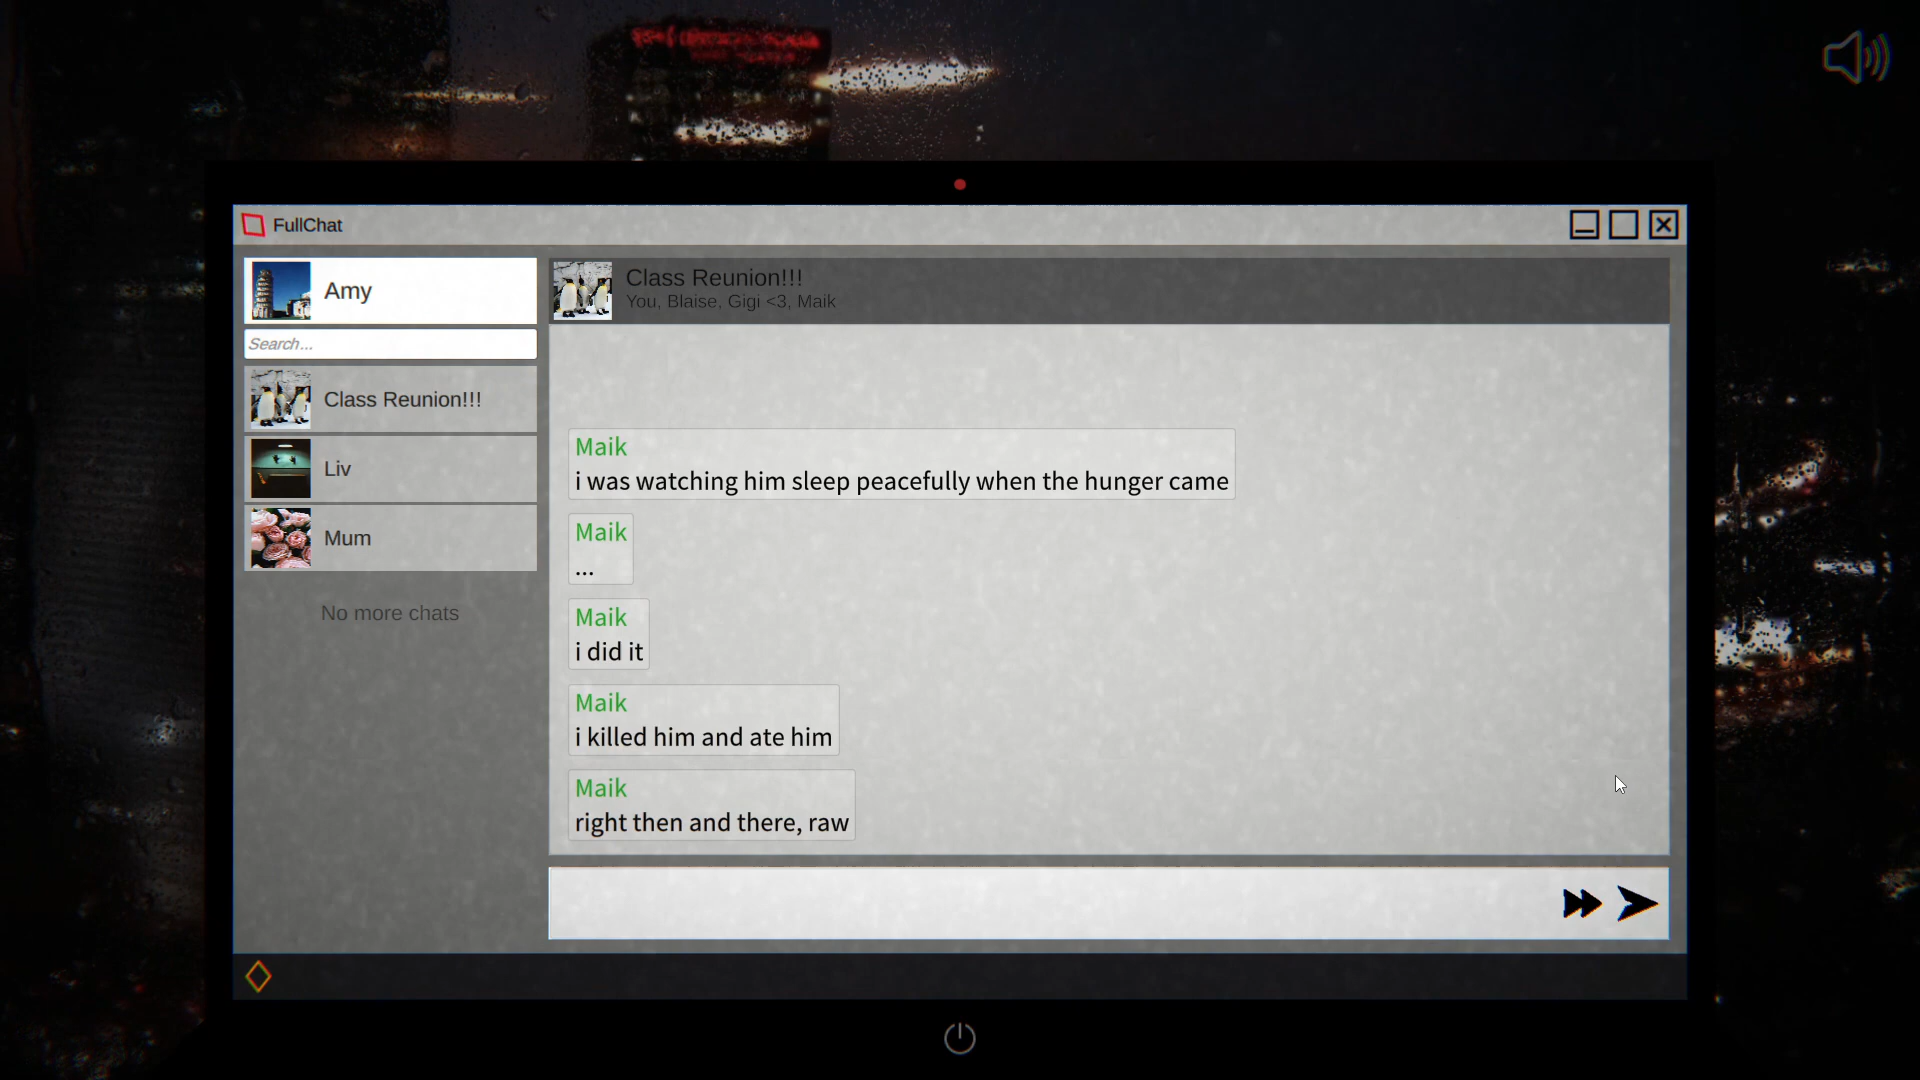 FullChat
Amy
Search...
Class Reunion!!!
Liv
Mum
No more chats
Class Reunion!!!
You, Blaise, Gigi <3, Maik
Maik
i was watching him sleep peacefully when the hunger came
Maik
...
Maik
i did it
Maik
i killed him and ate him
Maik
right then and there, raw